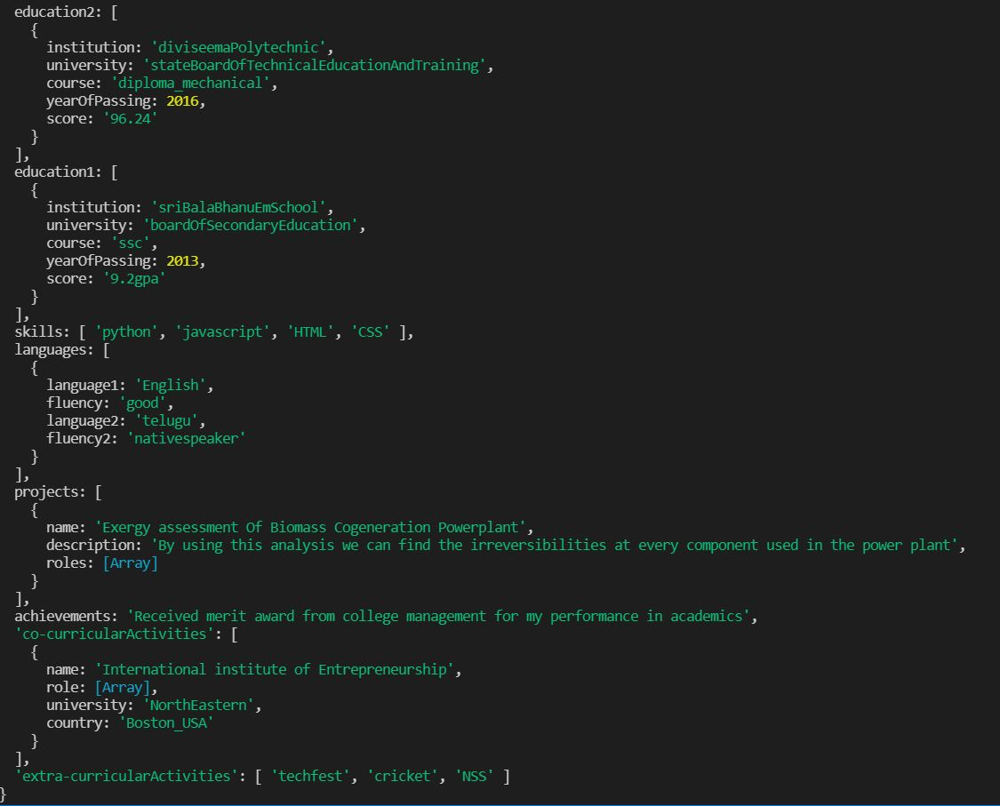 education2: [
{
institution: 'diviseemaPolytechnic',
university: 'stateBoardOfTechnicalEducationAndTraining',
course: 'diploma_mechanical',
yearOfPassing: 2016,
score: '96.24'
}
],
education1: [
{
institution: 'sriBalaBhanuEmSchool',
university: 'boardOfSecondaryEducation',
course: 'ssc',
yearOfPassing: 2013,
score: '9.2gpa'
}
],
skills: [ 'python', 'javascript', 'HTML', 'CSS' ],
languages: [
{
language1: 'English',
fluency: 'good',
language2: 'telugu',
fluency2: 'nativespeaker'
}
],
projects: [
{
name: 'Exergy assessment Of Biomass Cogeneration Powerplant',
description: 'By using this analysis we can find the irreversibilities at every component used in the power plant',
roles: [Array]
}
],
achievements: 'Received merit award from college management for my performance in academics',
'co-curricularActivities': [
{
name: 'International institute of Entrepreneurship',
role: [Array],
university: 'NorthEastern',
country: 'Boston_USA'
}
],
'extra-curricularActivities': [ 'techfest', 'cricket', 'NSS' ]
}